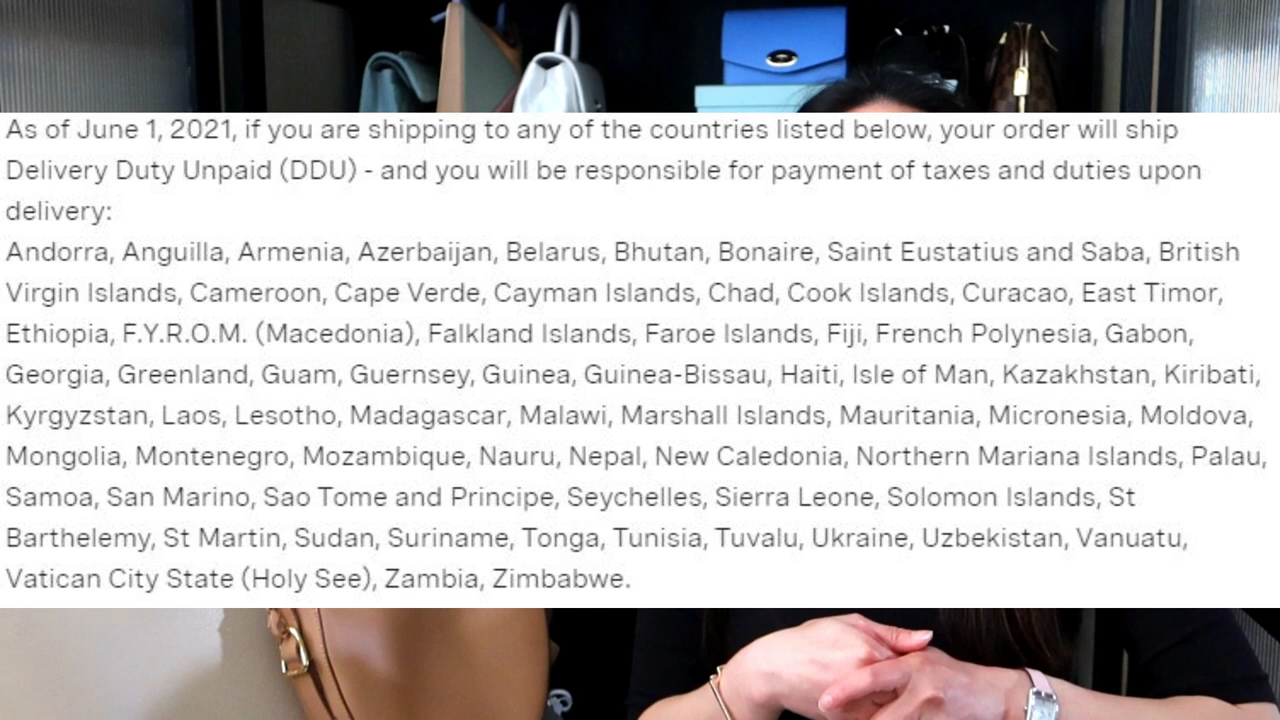 As of June 1, 2021, if you are shipping to any of the countries listed below, your order will ship
Delivery Duty Unpaid (DDU) - and you will be responsible for payment of taxes and duties upon
delivery:
Andorra, Anguilla, Armenia, Azerbaijan, Belarus, Bhutan, Bonaire, Saint Eustatius and Saba, British
Virgin Islands, Cameroon, Cape Verde, Cayman Islands, Chad, Cook Islands, Curacao, East Timor,
Ethiopia, F.Y.R.O.M. (Macedonia), Falkland Islands, Faroe Islands, Fiji, French Polynesia, Gabon,
Georgia, Greenland, Guam, Guernsey, Guinea, Guinea-Bissau, Haiti, Isle of Man, Kazakhstan, Kiribati,
Kyrgyzstan, Laos, Lesotho, Madagascar, Malawi, Marshall Islands, Mauritania, Micronesia, Moldova,
Mongolia, Montenegro, Mozambique, Nauru, Nepal, New Caledonia, Northern Mariana Islands, Palau,
Samoa, San Marino, Sao Tome and Principe, Seychelles, Sierra Leone, Solomon Islands, St
Barthelemy, St Martin, Sudan, Suriname, Tonga, Tunisia, Tuvalu, Ukraine, Uzbekistan, Vanuatu,
Vatican City State (Holy See), Zambia, Zimbabwe.